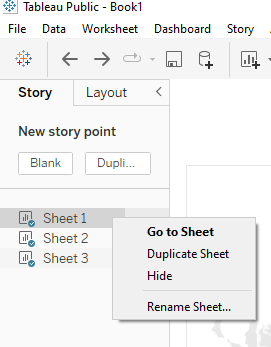 Tableau Public - Book1
File Data Worksheet Dashboard Story
Story Layout
New story point
Blank Dupli...
Sheet 1
Sheet 2
Sheet 3
Go to Sheet
Duplicate Sheet
Hide
Rename Sheet...